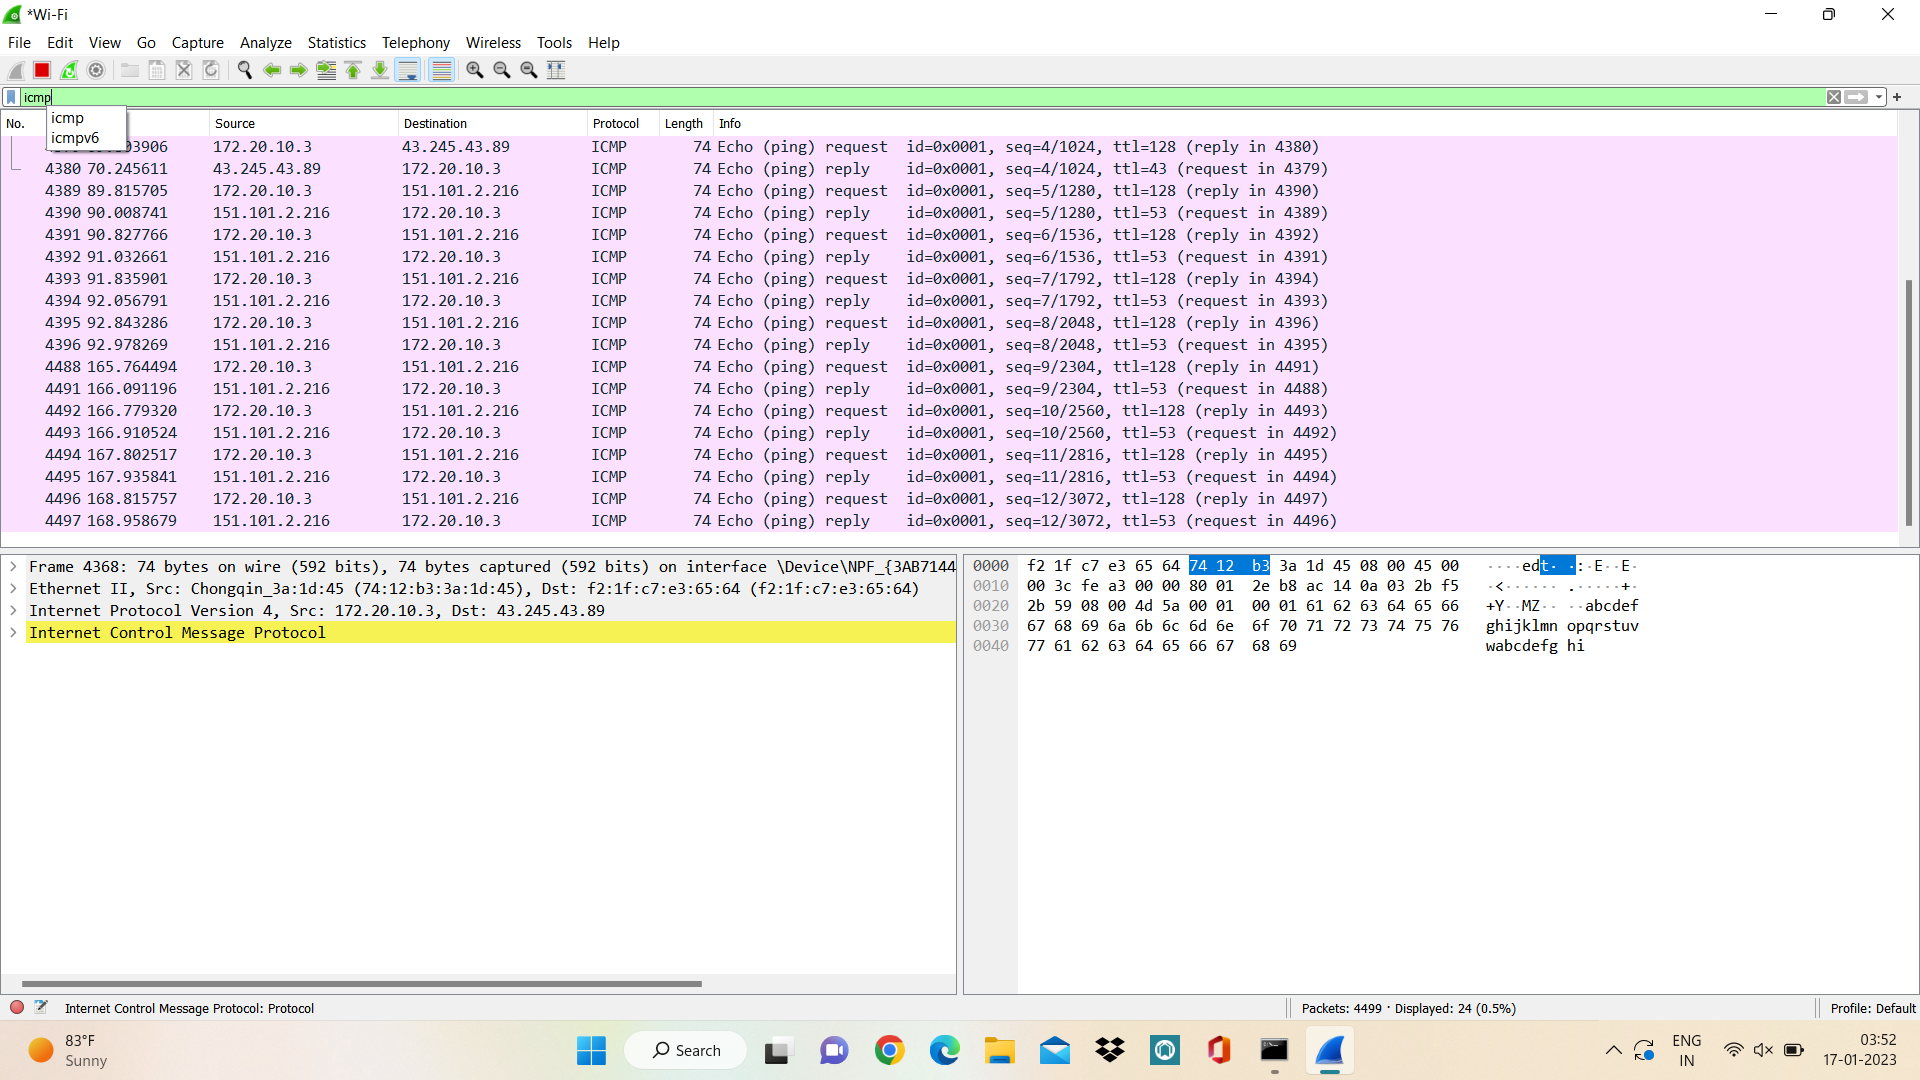 *Wi-Fi
File Edit View Go Capture Analyze Statistics Telephony Wireless Tools Help
icmp
icmp
icmpv6
No. Source Destination Protocol Length Info
03906 172.20.10.3 43.245.43.89 ICMP 74 Echo (ping) request id=0x0001, seq=4/1024, ttl=128 (reply in 4380)
4380 70.245611 43.245.43.89 172.20.10.3 ICMP 74 Echo (ping) reply id=0x0001, seq=4/1024, ttl=43 (request in 4379)
4389 89.815705 172.20.10.3 151.101.2.216 ICMP 74 Echo (ping) request id=0x0001, seq=5/1280, ttl=128 (reply in 4390)
4390 90.008741 151.101.2.216 172.20.10.3 ICMP 74 Echo (ping) reply id=0x0001, seq=5/1280, ttl=53 (request in 4389)
4391 90.827766 172.20.10.3 151.101.2.216 ICMP 74 Echo (ping) request id=0x0001, seq=6/1536, ttl=128 (reply in 4392)
4392 91.032661 151.101.2.216 172.20.10.3 ICMP 74 Echo (ping) reply id=0x0001, seq=6/1536, ttl=53 (request in 4391)
4393 91.835901 172.20.10.3 151.101.2.216 ICMP 74 Echo (ping) request id=0x0001, seq=7/1792, ttl=128 (reply in 4394)
4394 92.056791 151.101.2.216 172.20.10.3 ICMP 74 Echo (ping) reply id=0x0001, seq=7/1792, ttl=53 (request in 4393)
4395 92.843286 172.20.10.3 151.101.2.216 ICMP 74 Echo (ping) request id=0x0001, seq=8/2048, ttl=128 (reply in 4396)
4396 92.978269 151.101.2.216 172.20.10.3 ICMP 74 Echo (ping) reply id=0x0001, seq=8/2048, ttl=53 (request in 4395)
4488 165.764494 172.20.10.3 151.101.2.216 ICMP 74 Echo (ping) request id=0x0001, seq=9/2304, ttl=128 (reply in 4491)
4491 166.091196 151.101.2.216 172.20.10.3 ICMP 74 Echo (ping) reply id=0x0001, seq=9/2304, ttl=53 (request in 4488)
4492 166.779320 172.20.10.3 151.101.2.216 ICMP 74 Echo (ping) request id=0x0001, seq=10/2560, ttl=128 (reply in 4493)
4493 166.910524 151.101.2.216 172.20.10.3 ICMP 74 Echo (ping) reply id=0x0001, seq=10/2560, ttl=53 (request in 4492)
4494 167.802517 172.20.10.3 151.101.2.216 ICMP 74 Echo (ping) request id=0x0001, seq=11/2816, ttl=128 (reply in 4495)
4495 167.935841 151.101.2.216 172.20.10.3 ICMP 74 Echo (ping) reply id=0x0001, seq=11/2816, ttl=53 (request in 4494)
4496 168.815757 172.20.10.3 151.101.2.216 ICMP 74 Echo (ping) request id=0x0001, seq=12/3072, ttl=128 (reply in 4497)
4497 168.958679 151.101.2.216 172.20.10.3 ICMP 74 Echo (ping) reply id=0x0001, seq=12/3072, ttl=53 (request in 4496)
Frame 4368: 74 bytes on wire (592 bits), 74 bytes captured (592 bits) on interface \Device\NPF_{3AB7144
Ethernet II, Src: Chongqin_3a:1d:45 (74:12:b3:3a:1d:45), Dst: f2:1f:c7:e3:65:64 (f2:1f:c7:e3:65:64)
Internet Protocol Version 4, Src: 172.20.10.3, Dst: 43.245.43.89
Internet Control Message Protocol
0000 f2 1f c7 e3 65 64 74 12 b3 3a 1d 45 08 00 45 00 ····edt· ·:·E··E·
0010 00 3c fe a3 00 00 80 01 2e b8 ac 14 0a 03 2b f5 ·<······ .·····+·
0020 2b 59 08 00 4d 5a 00 01 00 01 61 62 63 64 65 66 +Y··MZ·· ··abcdef
0030 67 68 69 6a 6b 6c 6d 6e 6f 70 71 72 73 74 75 76 ghijklmn opqrstuv
0040 77 61 62 63 64 65 66 67 68 69 wabcdefg hi
Internet Control Message Protocol: Protocol
Packets: 4499 · Displayed: 24 (0.5%)
Profile: Default
83°F
Sunny
Search
ENG
IN
03:52
17-01-2023